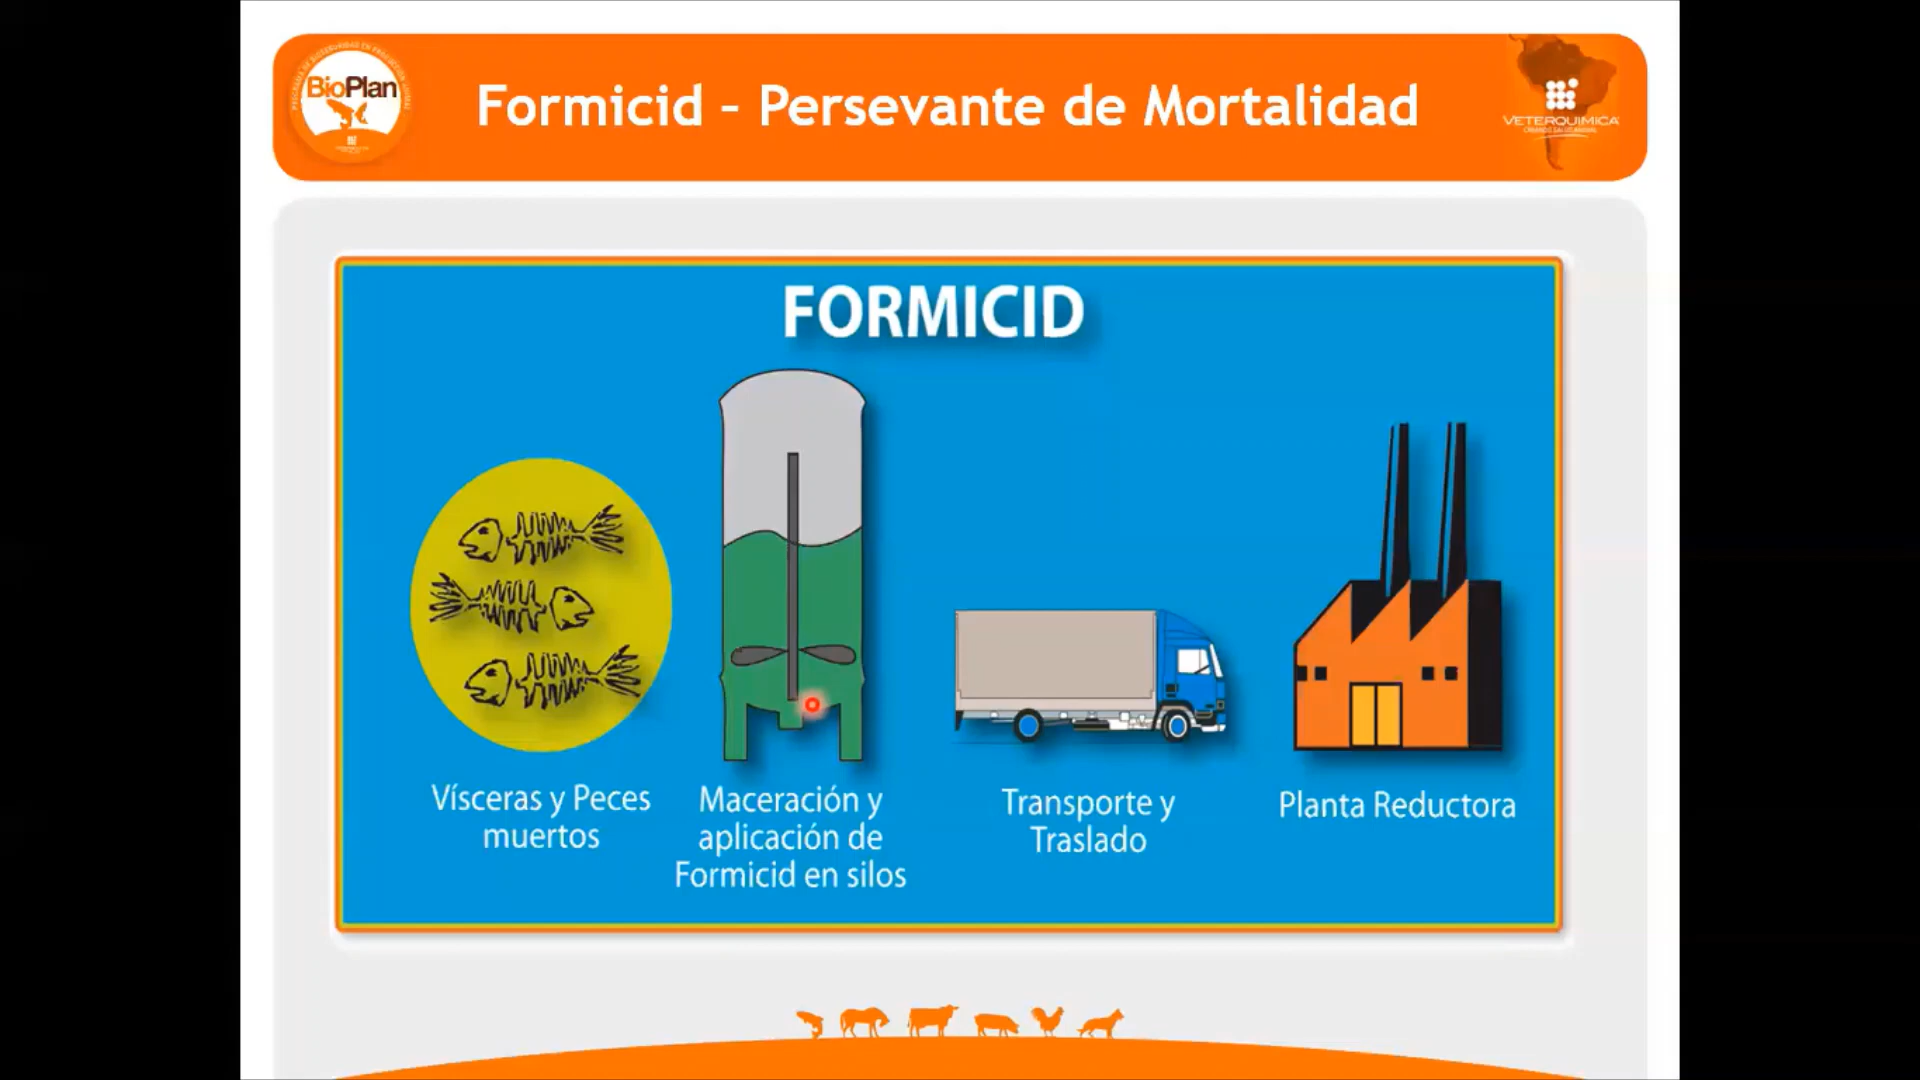 BioPlan
Formicid - Persevante de Mortalidad
VETERQUIMICA
FORMICID
Vísceras y Peces
muertos
Maceración y
aplicación de
Formicid en silos
Transporte y
Traslado
Planta Reductora